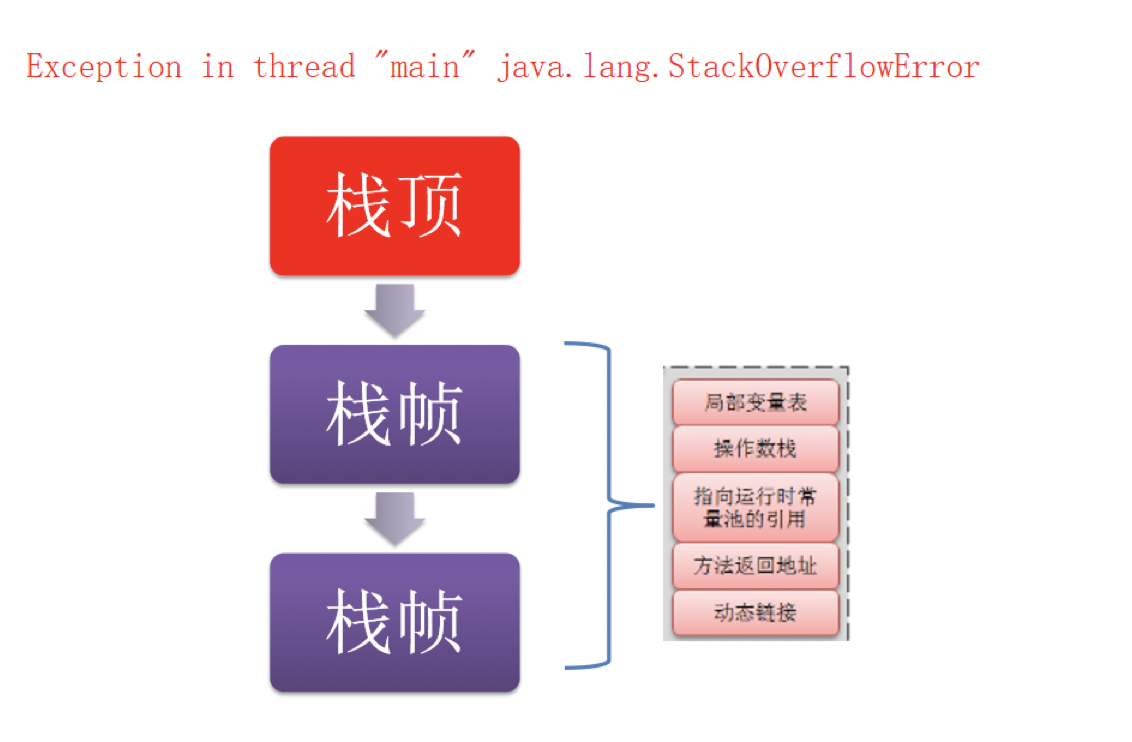 Exception in thread "main" java.lang.StackOverflowError
栈顶
栈帧
栈帧
局部变量表
操作数栈
指向运行时常
量池的引用
方法返回地址
动态链接